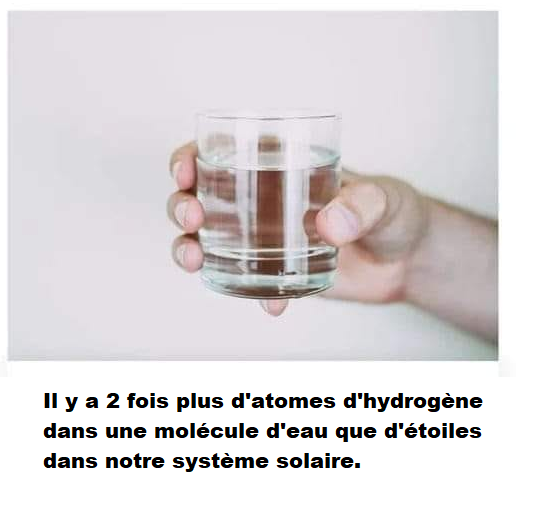 Il y a 2 fois plus d'atomes d'hydrogène
dans une molécule d'eau que d'étoiles
dans notre système solaire.